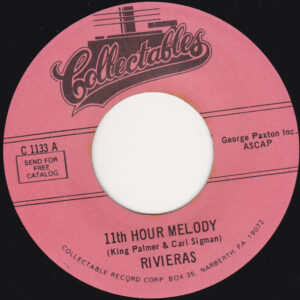 Collectables
C 1133 A
SEND FOR
FREE
CATALOG
George Paxton Inc.
ASCAP
11th HOUR MELODY
(King Palmer & Carl Sigman)
RIVIERAS
COLLECTABLE RECORD CORP BOX 35, NARBERTH, PA 19072